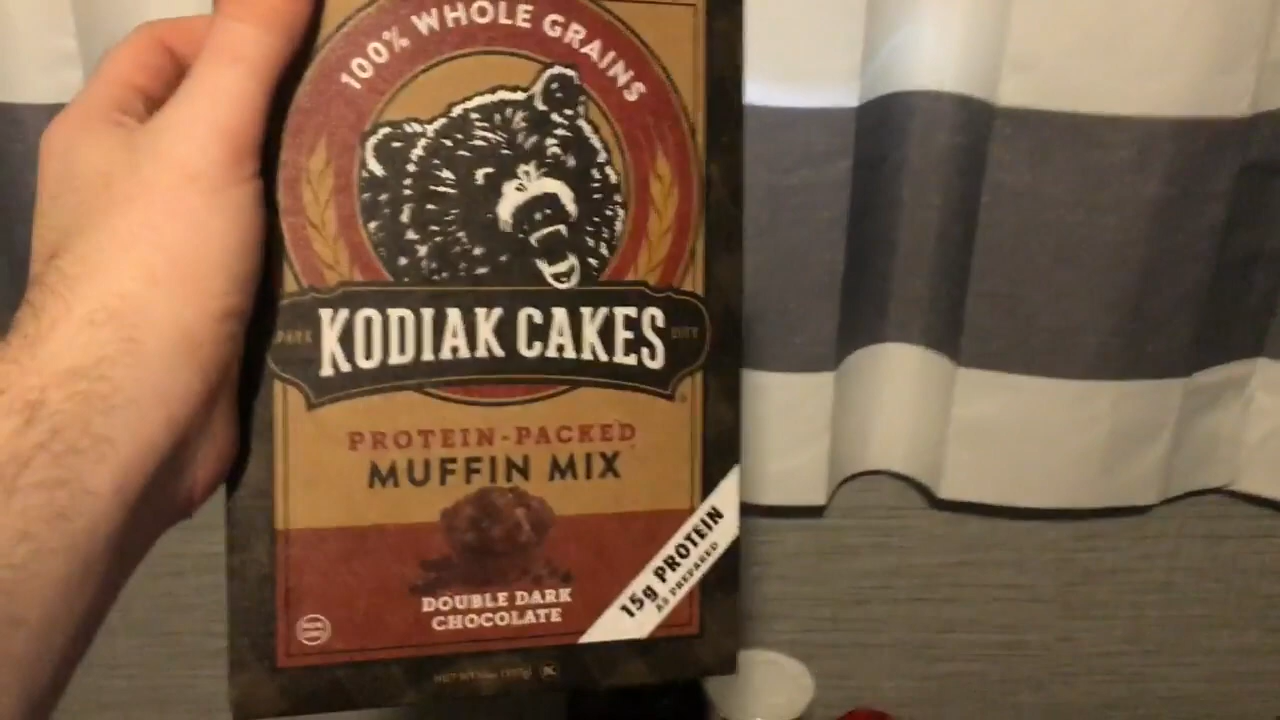 100% WHOLE GRAINS
KODIAK CAKES
PROTEIN-PACKED
MUFFIN MIX
15g PROTEIN
AS PREPARED
DOUBLE DARK
CHOCOLATE